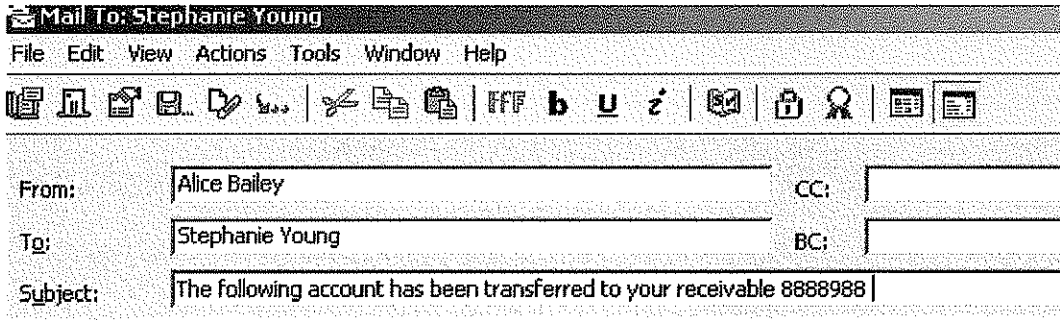 Mail To: Stephanie Young
File Edit View Actions Tools Window Help
b u i
From: Alice Bailey CC:
To: Stephanie Young BC:
Subject: The following account has been transferred to your receivable 8888988